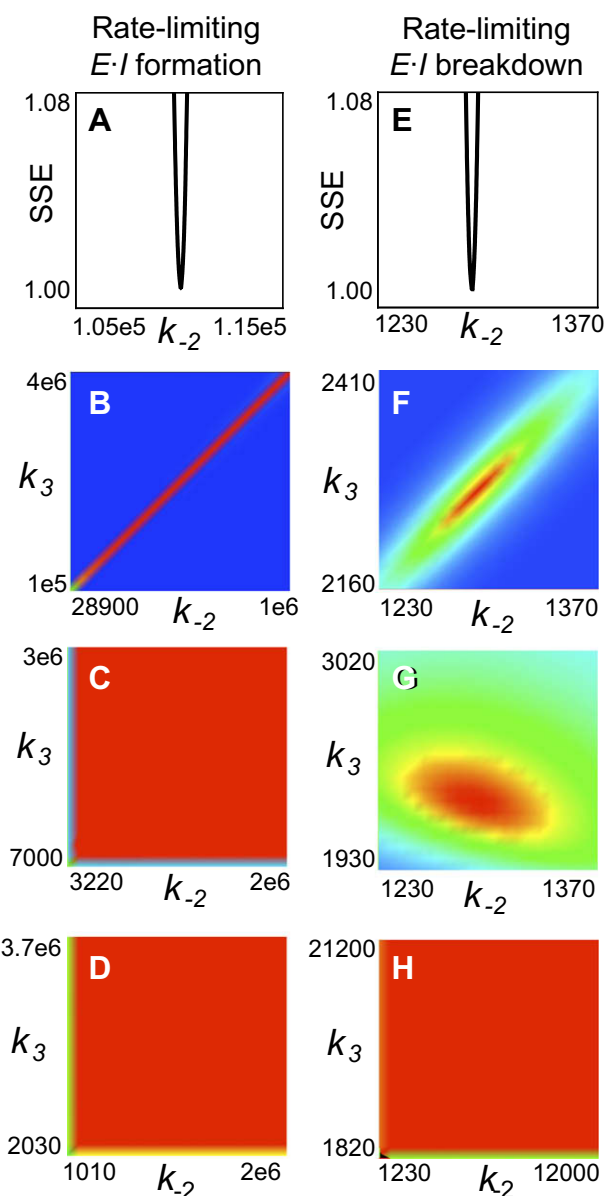 Rate-limiting
E·I formation
Rate-limiting
E·I breakdown
A
1.08
SSE
1.00
1.05e5
k-2
1.15e5
E
1.08
SSE
1.00
1230
k-2
1370
B
4e6
k3
1e5
28900
k-2
1e6
F
2410
k3
2160
1230
k-2
1370
C
3e6
k3
7000
3220
k-2
2e6
G
3020
k3
1930
1230
k-2
1370
D
3.7e6
k3
2030
1010
k-2
2e6
H
21200
k3
1820
1230
k-2
12000